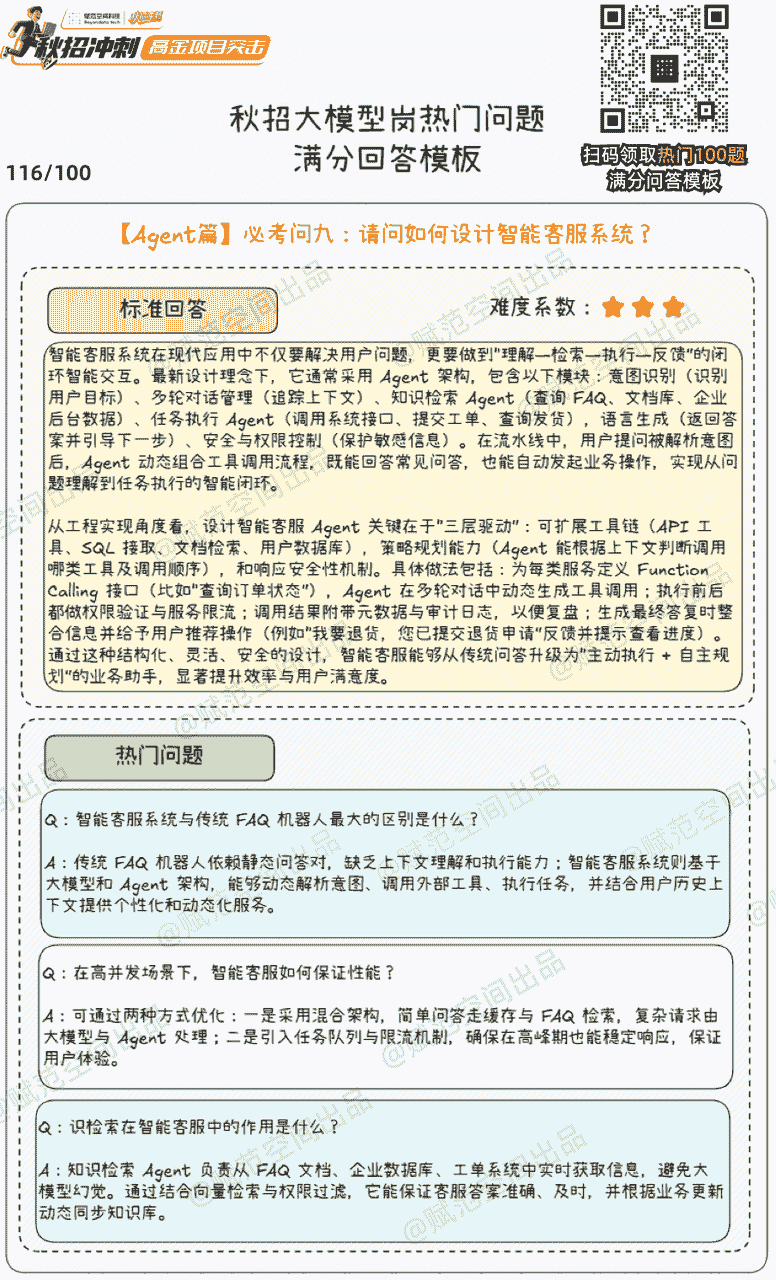 赋范空间科技
秋招冲刺 高金项目突击
秋招大模型岗热门问题
满分回答模板
116/100
扫码领取热门100题
满分问答模板
【Agent篇】必考问九：请问如何设计智能客服系统？
标准回答
难度系数：
智能客服系统在现代应用中不仅要解决用户问题，更要做到"理解—检索—执行—反馈"的闭
环智能交互。最新设计理念下，它通常采用 Agent 架构，包含以下模块：意图识别（识别
用户目标）、多轮对话管理（追踪上下文）、知识检索 Agent（查询 FAQ、文档库、企业
后台数据）、任务执行 Agent（调用系统接口、提交工单、查询发货），语言生成（返回答
案并引导下一步）、安全与权限控制（保护敏感信息）。在流水线中，用户提问被解析意图
后，Agent 动态组合工具调用流程，既能回答常见问答，也能自动发起业务操作，实现从问
题理解到任务执行的智能闭环。
从工程实现角度看，设计智能客服 Agent 关键在于"三层驱动"：可扩展工具链（API 工
具、SQL 接取、文档检索、用户数据库），策略规划能力（Agent 能根据上下文判断调用
哪类工具及调用顺序），和响应安全性机制。具体做法包括：为每类服务定义 Function
Calling 接口（比如"查询订单状态"），Agent 在多轮对话中动态生成工具调用；执行前后
都做权限验证与服务限流；调用结果附带元数据与审计日志，以便复盘；生成最终答复时整
合信息并给予用户推荐操作（例如"我要退货，您已提交退货申请"反馈并提示查看进度）。
通过这种结构化、灵活、安全的设计，智能客服能够从传统问答升级为"主动执行 + 自主规
划"的业务助手，显著提升效率与用户满意度。
热门问题
Q：智能客服系统与传统 FAQ 机器人最大的区别是什么？
A：传统 FAQ 机器人依赖静态问答对，缺乏上下文理解和执行能力；智能客服系统则基于
大模型和 Agent 架构，能够动态解析意图、调用外部工具、执行任务，并结合用户历史上
下文提供个性化和动态化服务。
Q：在高并发场景下，智能客服如何保证性能？
A：可通过两种方式优化：一是采用混合架构，简单问答走缓存与 FAQ 检索，复杂请求由
大模型与 Agent 处理；二是引入任务队列与限流机制，确保在高峰期也能稳定响应，保证
用户体验。
Q：识检索在智能客服中的作用是什么？
A：知识检索 Agent 负责从 FAQ 文档、企业数据库、工单系统中实时获取信息，避免大
模型幻觉。通过结合向量检索与权限过滤，它能保证客服答案准确、及时，并根据业务更新
动态同步知识库。
@赋范空间出品